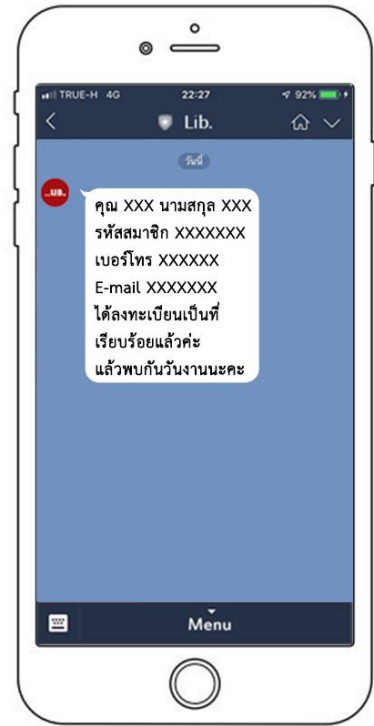 TRUE-H 4G 22:27 92%
Lib.
วันนี้
คุณ XXX นามสกุล XXX
รหัสสมาชิก XXXXXXX
เบอร์โทร XXXXXX
E-mail XXXXXXX
ได้ลงทะเบียนเป็นที่
เรียบร้อยแล้วค่ะ
แล้วพบกันวันงานนะคะ
Menu